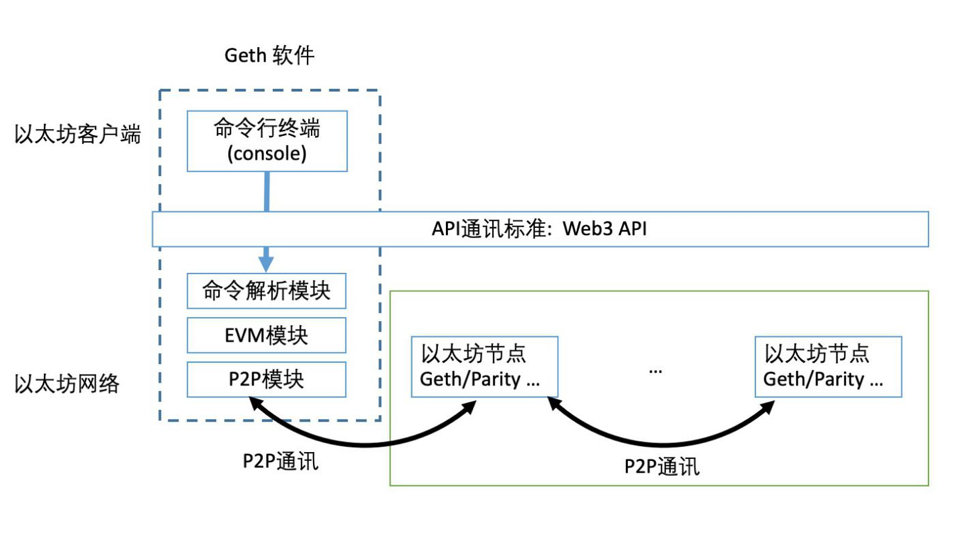 Geth 软件
以太坊客户端
命令行终端
(console)
API通讯标准: Web3 API
命令解析模块
EVM模块
以太坊网络
P2P模块
以太坊节点
Geth/Parity ...
...
以太坊节点
Geth/Parity ...
P2P通讯
P2P通讯